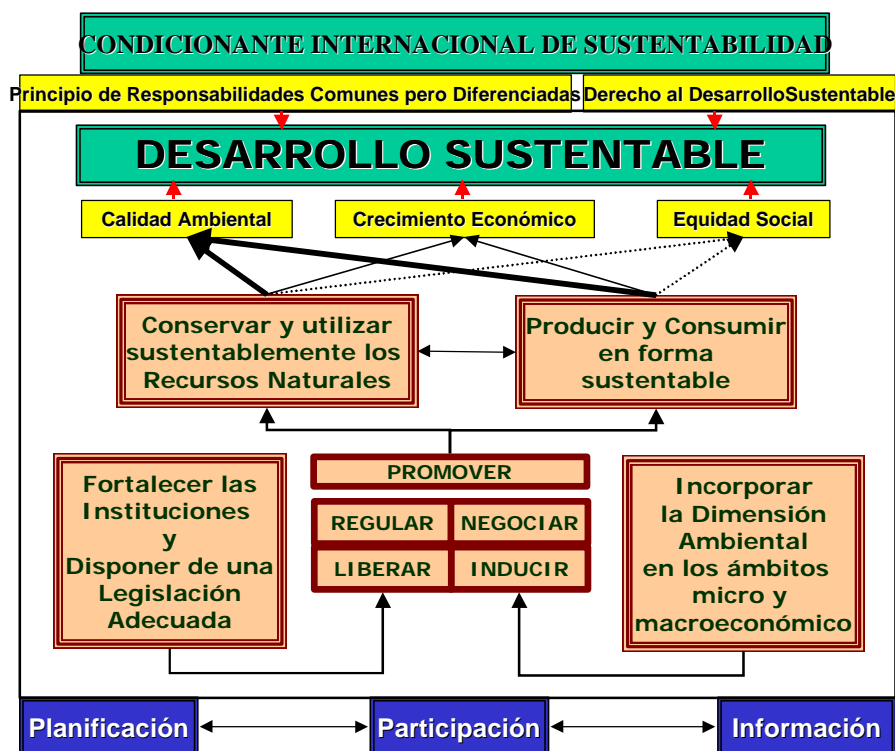 CONDICIONANTE INTERNACIONAL DE SUSTENTABILIDAD
Principio de Responsabilidades Comunes pero Diferenciadas
Derecho al DesarrolloSustentable
DESARROLLO SUSTENTABLE
Calidad Ambiental
Crecimiento Económico
Equidad Social
Conservar y utilizar
sustentablemente los
Recursos Naturales
Producir y Consumir
en forma
sustentable
Fortalecer las
Instituciones
y
Disponer de una
Legislación
Adecuada
PROMOVER
REGULAR
NEGOCIAR
LIBERAR
INDUCIR
Incorporar
la Dimensión
Ambiental
en los ámbitos
micro y
macroeconómico
Planificación
Participación
Información